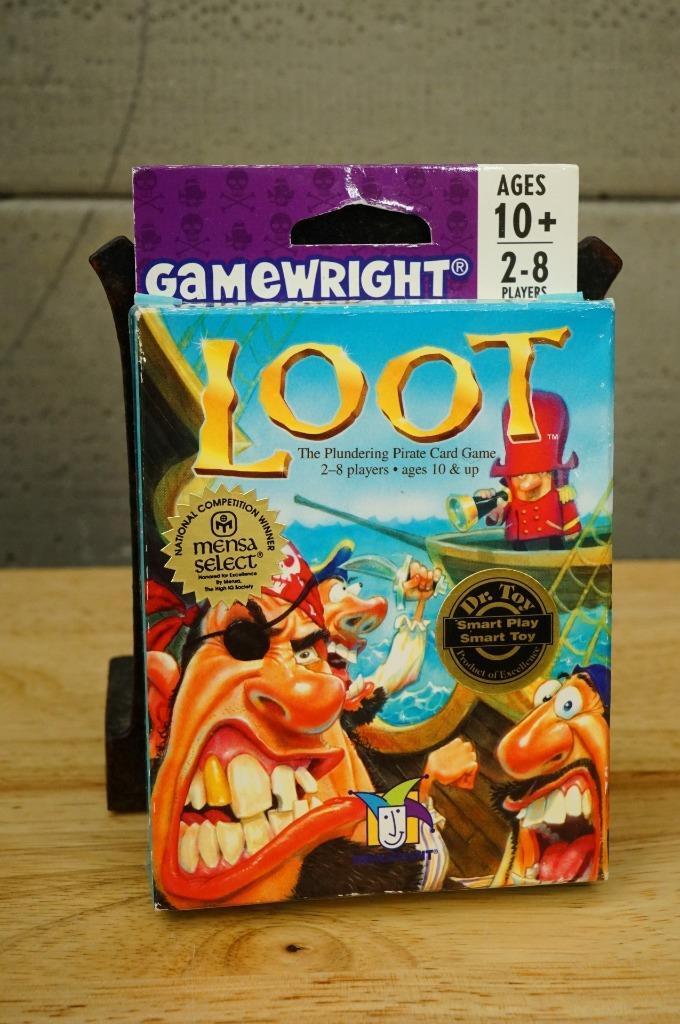 AGES
10+
2-8
PLAYERS
GAMEWRIGHT®
LOOT™
The Plundering Pirate Card Game
2–8 players • ages 10 & up
NATIONAL COMPETITION WINNER
mensa
SELECT®
Honored for Excellence
By Mensa,
The High IQ Society
Dr. Toy
Smart Play
Smart Toy
Product of Excellence
GAMEWRIGHT®